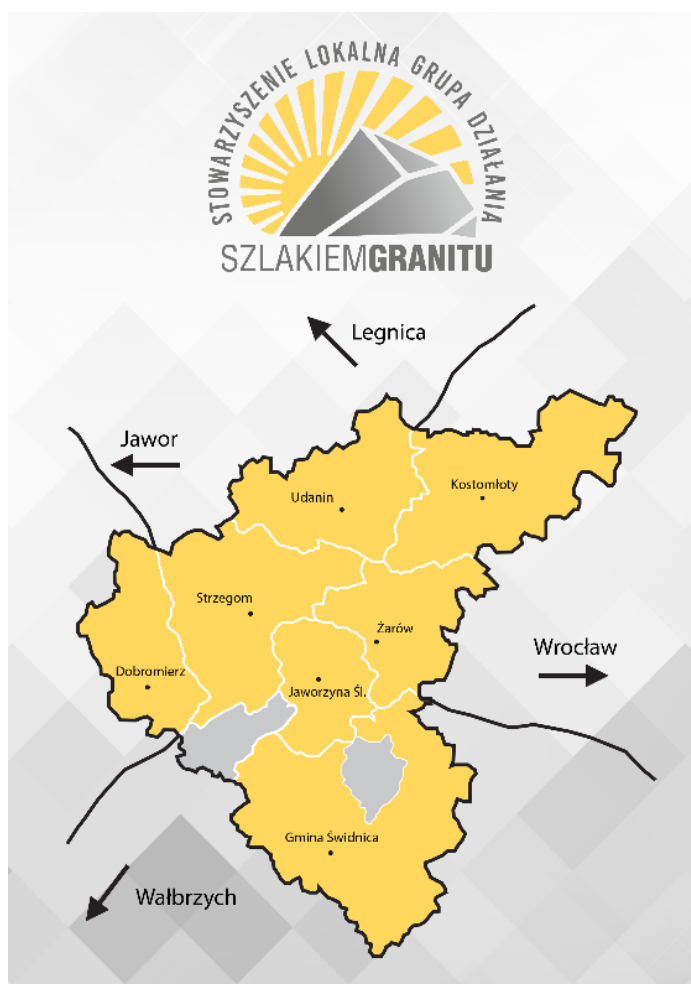 STOWARZYSZENIE LOKALNA GRUPA DZIAŁANIA
SZLAKIEMGRANITU
Legnica
Jawor
Kostomłoty
Udanin
Strzegom
Żarów
Wrocław
Dobromierz
Jaworzyna Śl.
Gmina Świdnica
Wałbrzych